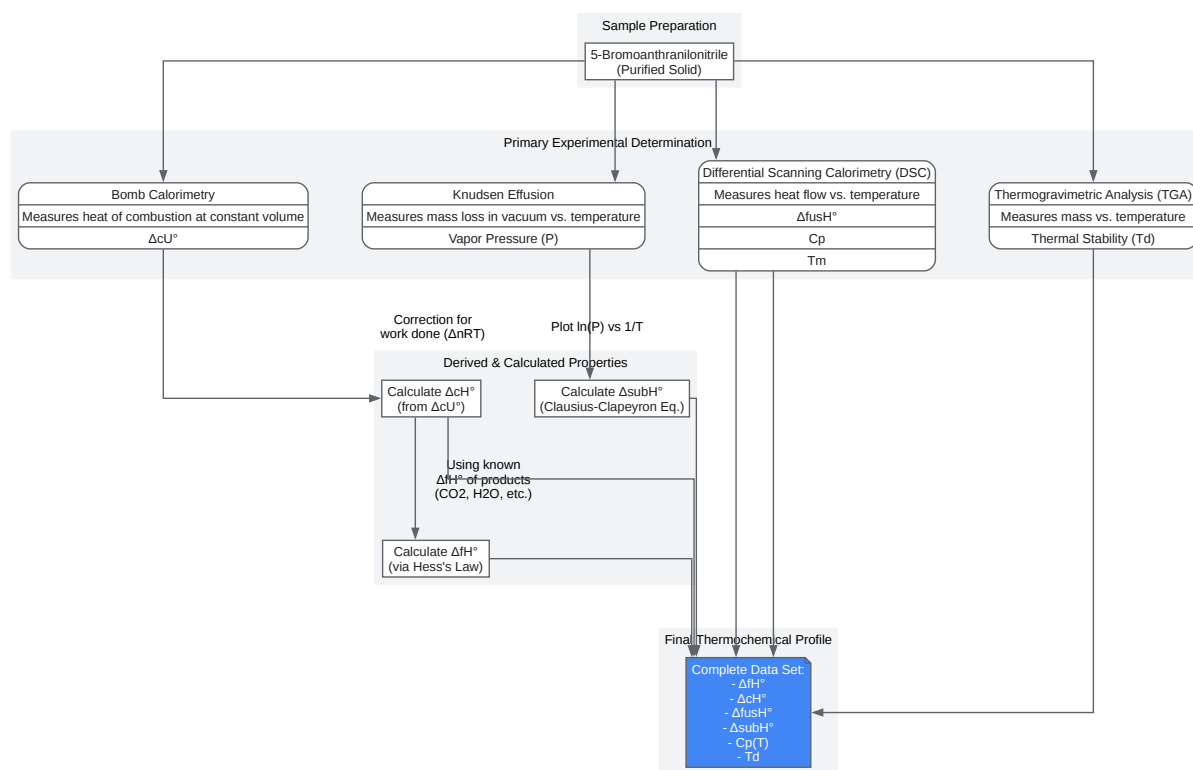 Sample Preparation
5-Bromoanthranilonitrile
(Purified Solid)
Primary Experimental Determination
Bomb Calorimetry
Measures heat of combustion at constant volume
ΔcU°
Knudsen Effusion
Measures mass loss in vacuum vs. temperature
Vapor Pressure (P)
Differential Scanning Calorimetry (DSC)
Measures heat flow vs. temperature
ΔfusH°
Cp
Tm
Thermogravimetric Analysis (TGA)
Measures mass vs. temperature
Thermal Stability (Td)
Correction for
work done (ΔnRT)
Plot ln(P) vs 1/T
Derived & Calculated Properties
Calculate ΔcH°
(from ΔcU°)
Calculate ΔsubH°
(Clausius-Clapeyron Eq.)
Using known
ΔfH° of products
(CO2, H2O, etc.)
Calculate ΔfH°
(via Hess's Law)
Final Thermochemical Profile
Complete Data Set:
- ΔfH°
- ΔcH°
- ΔfusH°
- ΔsubH°
- Cp(T)
- Td